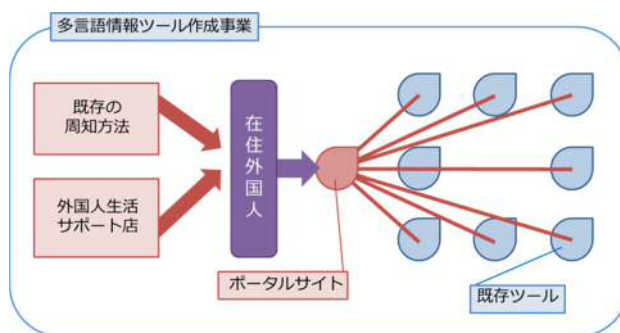 多言語情報ツール作成事業
既存の
周知方法
外国人生活
サポート店
在住外国人
ポータルサイト
既存ツール